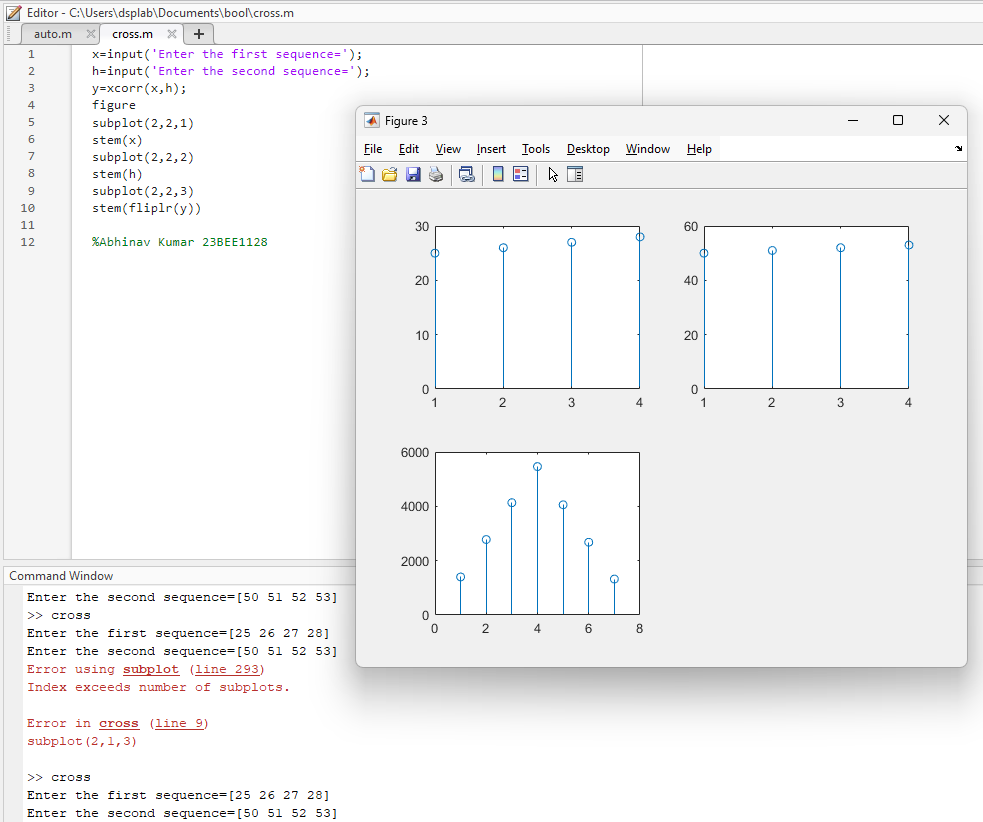 Editor - C:\Users\dsplab\Documents\bool\cross.m
auto.m cross.m
1 x=input('Enter the first sequence=');
2 h=input('Enter the second sequence=');
3 y=xcorr(x,h);
4 figure
5 subplot(2,2,1)
6 stem(x)
7 subplot(2,2,2)
8 stem(h)
9 subplot(2,2,3)
10 stem(fliplr(y))
11
12 %Abhinav Kumar 23BEE1128
Figure 3
File Edit View Insert Tools Desktop Window Help
30
20
10
0
1 2 3 4
60
40
20
0
1 2 3 4
6000
4000
2000
0
0 2 4 6 8
Command Window
Enter the second sequence=[50 51 52 53]
>> cross
Enter the first sequence=[25 26 27 28]
Enter the second sequence=[50 51 52 53]
Error using subplot (line 293)
Index exceeds number of subplots.
Error in cross (line 9)
subplot(2,1,3)
>> cross
Enter the first sequence=[25 26 27 28]
Enter the second sequence=[50 51 52 53]